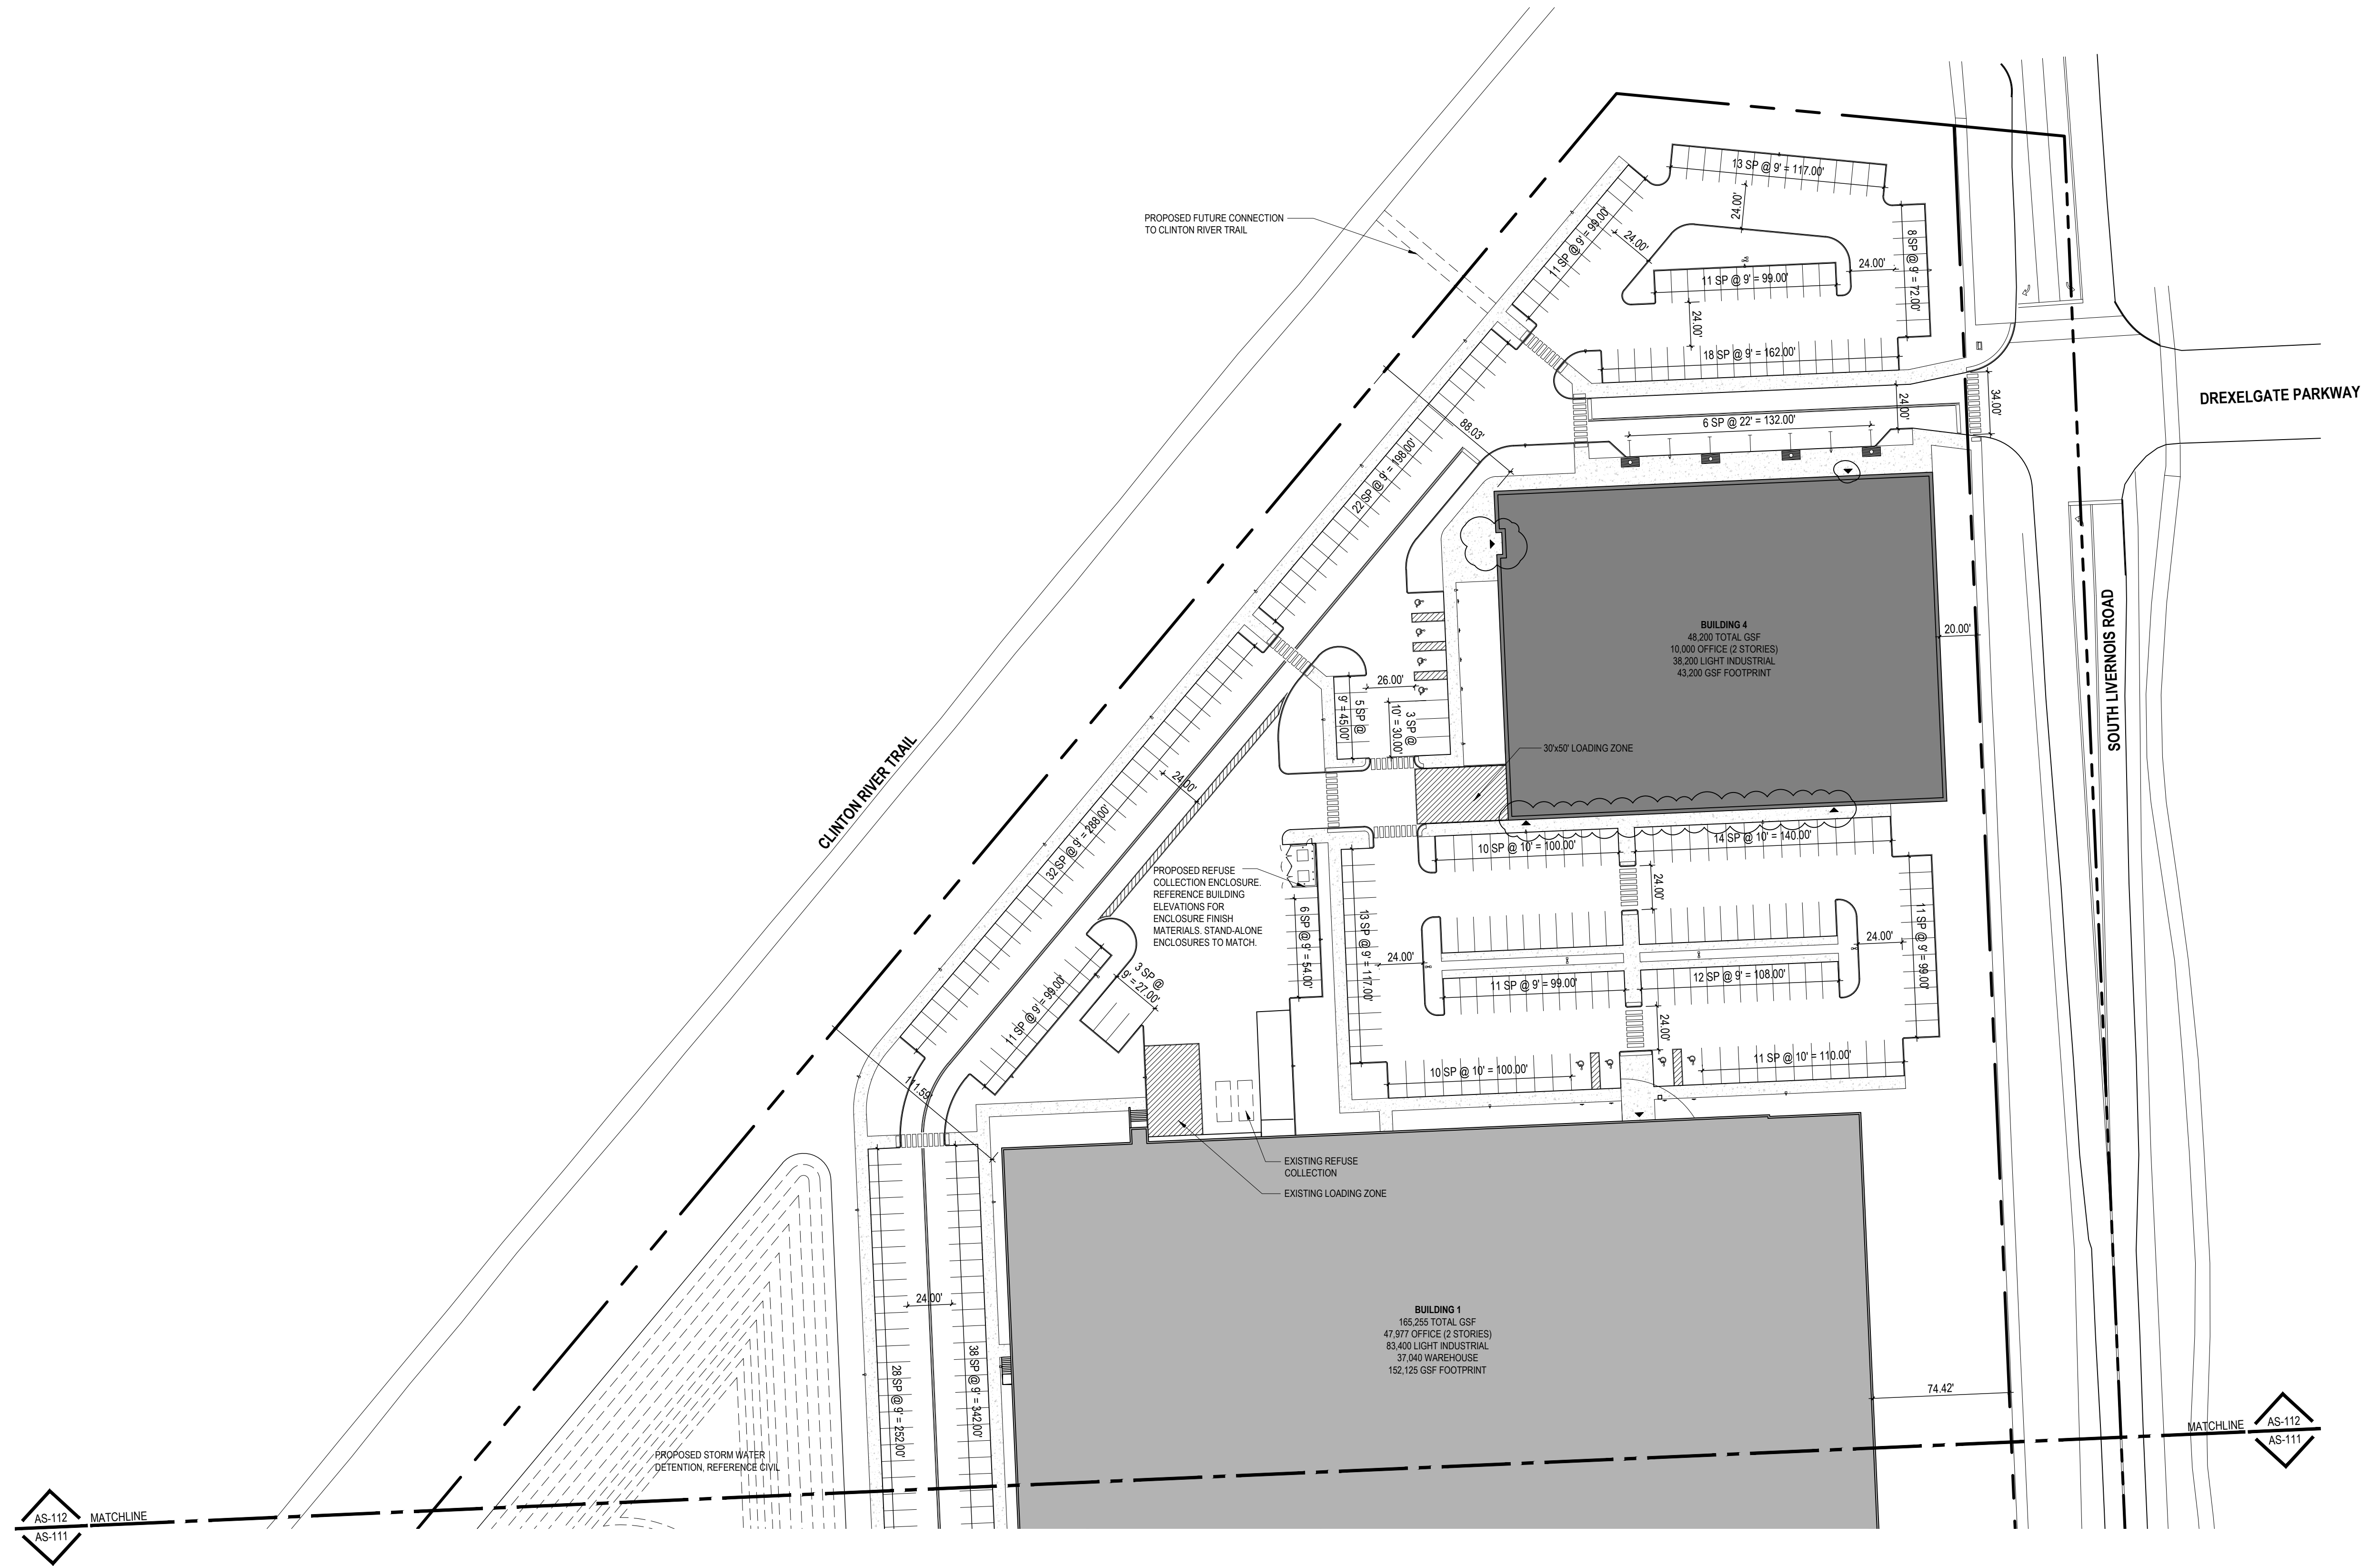 13 SP @ 9' = 117.00'
24.00'
PROPOSED FUTURE CONNECTION
TO CLINTON RIVER TRAIL
11 SP @ 9' = 99.00'
24.00'
8 SP @ 9' = 72.00'
24.00'
11 SP @ 9' = 99.00'
24.00'
18 SP @ 9' = 162.00'
DREXELGATE PARKWAY
34.00'
24.00'
6 SP @ 22' = 132.00'
88.03'
22 SP @ 9' = 198.00'
BUILDING 4
48,200 TOTAL GSF
10,000 OFFICE (2 STORIES)
38,200 LIGHT INDUSTRIAL
43,200 GSF FOOTPRINT
20.00'
SOUTH LIVERNOIS ROAD
26.00'
5 SP @
9' = 45.00'
3 SP @
10' = 30.00'
30'x50' LOADING ZONE
CLINTON RIVER TRAIL
24.00'
32 SP @ 9' = 288.00'
10 SP @ 10' = 100.00'
14 SP @ 10' = 140.00'
PROPOSED REFUSE
COLLECTION ENCLOSURE.
REFERENCE BUILDING
ELEVATIONS FOR
ENCLOSURE FINISH
MATERIALS. STAND-ALONE
ENCLOSURES TO MATCH.
24.00'
6 SP @ 9' = 54.00'
13 SP @ 9' = 117.00'
24.00'
24.00'
11 SP @ 9' = 99.00'
11 SP @ 9' = 99.00'
12 SP @ 9' = 108.00'
3 SP @
9' = 27.00'
11 SP @ 9' = 99.00'
24.00'
10 SP @ 10' = 100.00'
11 SP @ 10' = 110.00'
111.59'
EXISTING REFUSE
COLLECTION
EXISTING LOADING ZONE
24.00'
BUILDING 1
165,255 TOTAL GSF
47,977 OFFICE (2 STORIES)
83,400 LIGHT INDUSTRIAL
37,040 WAREHOUSE
152,125 GSF FOOTPRINT
28 SP @ 9' = 252.00'
38 SP @ 9' = 342.00'
74.42'
PROPOSED STORM WATER
DETENTION, REFERENCE CIVIL
MATCHLINE
AS-112
AS-111
AS-112
AS-111
MATCHLINE